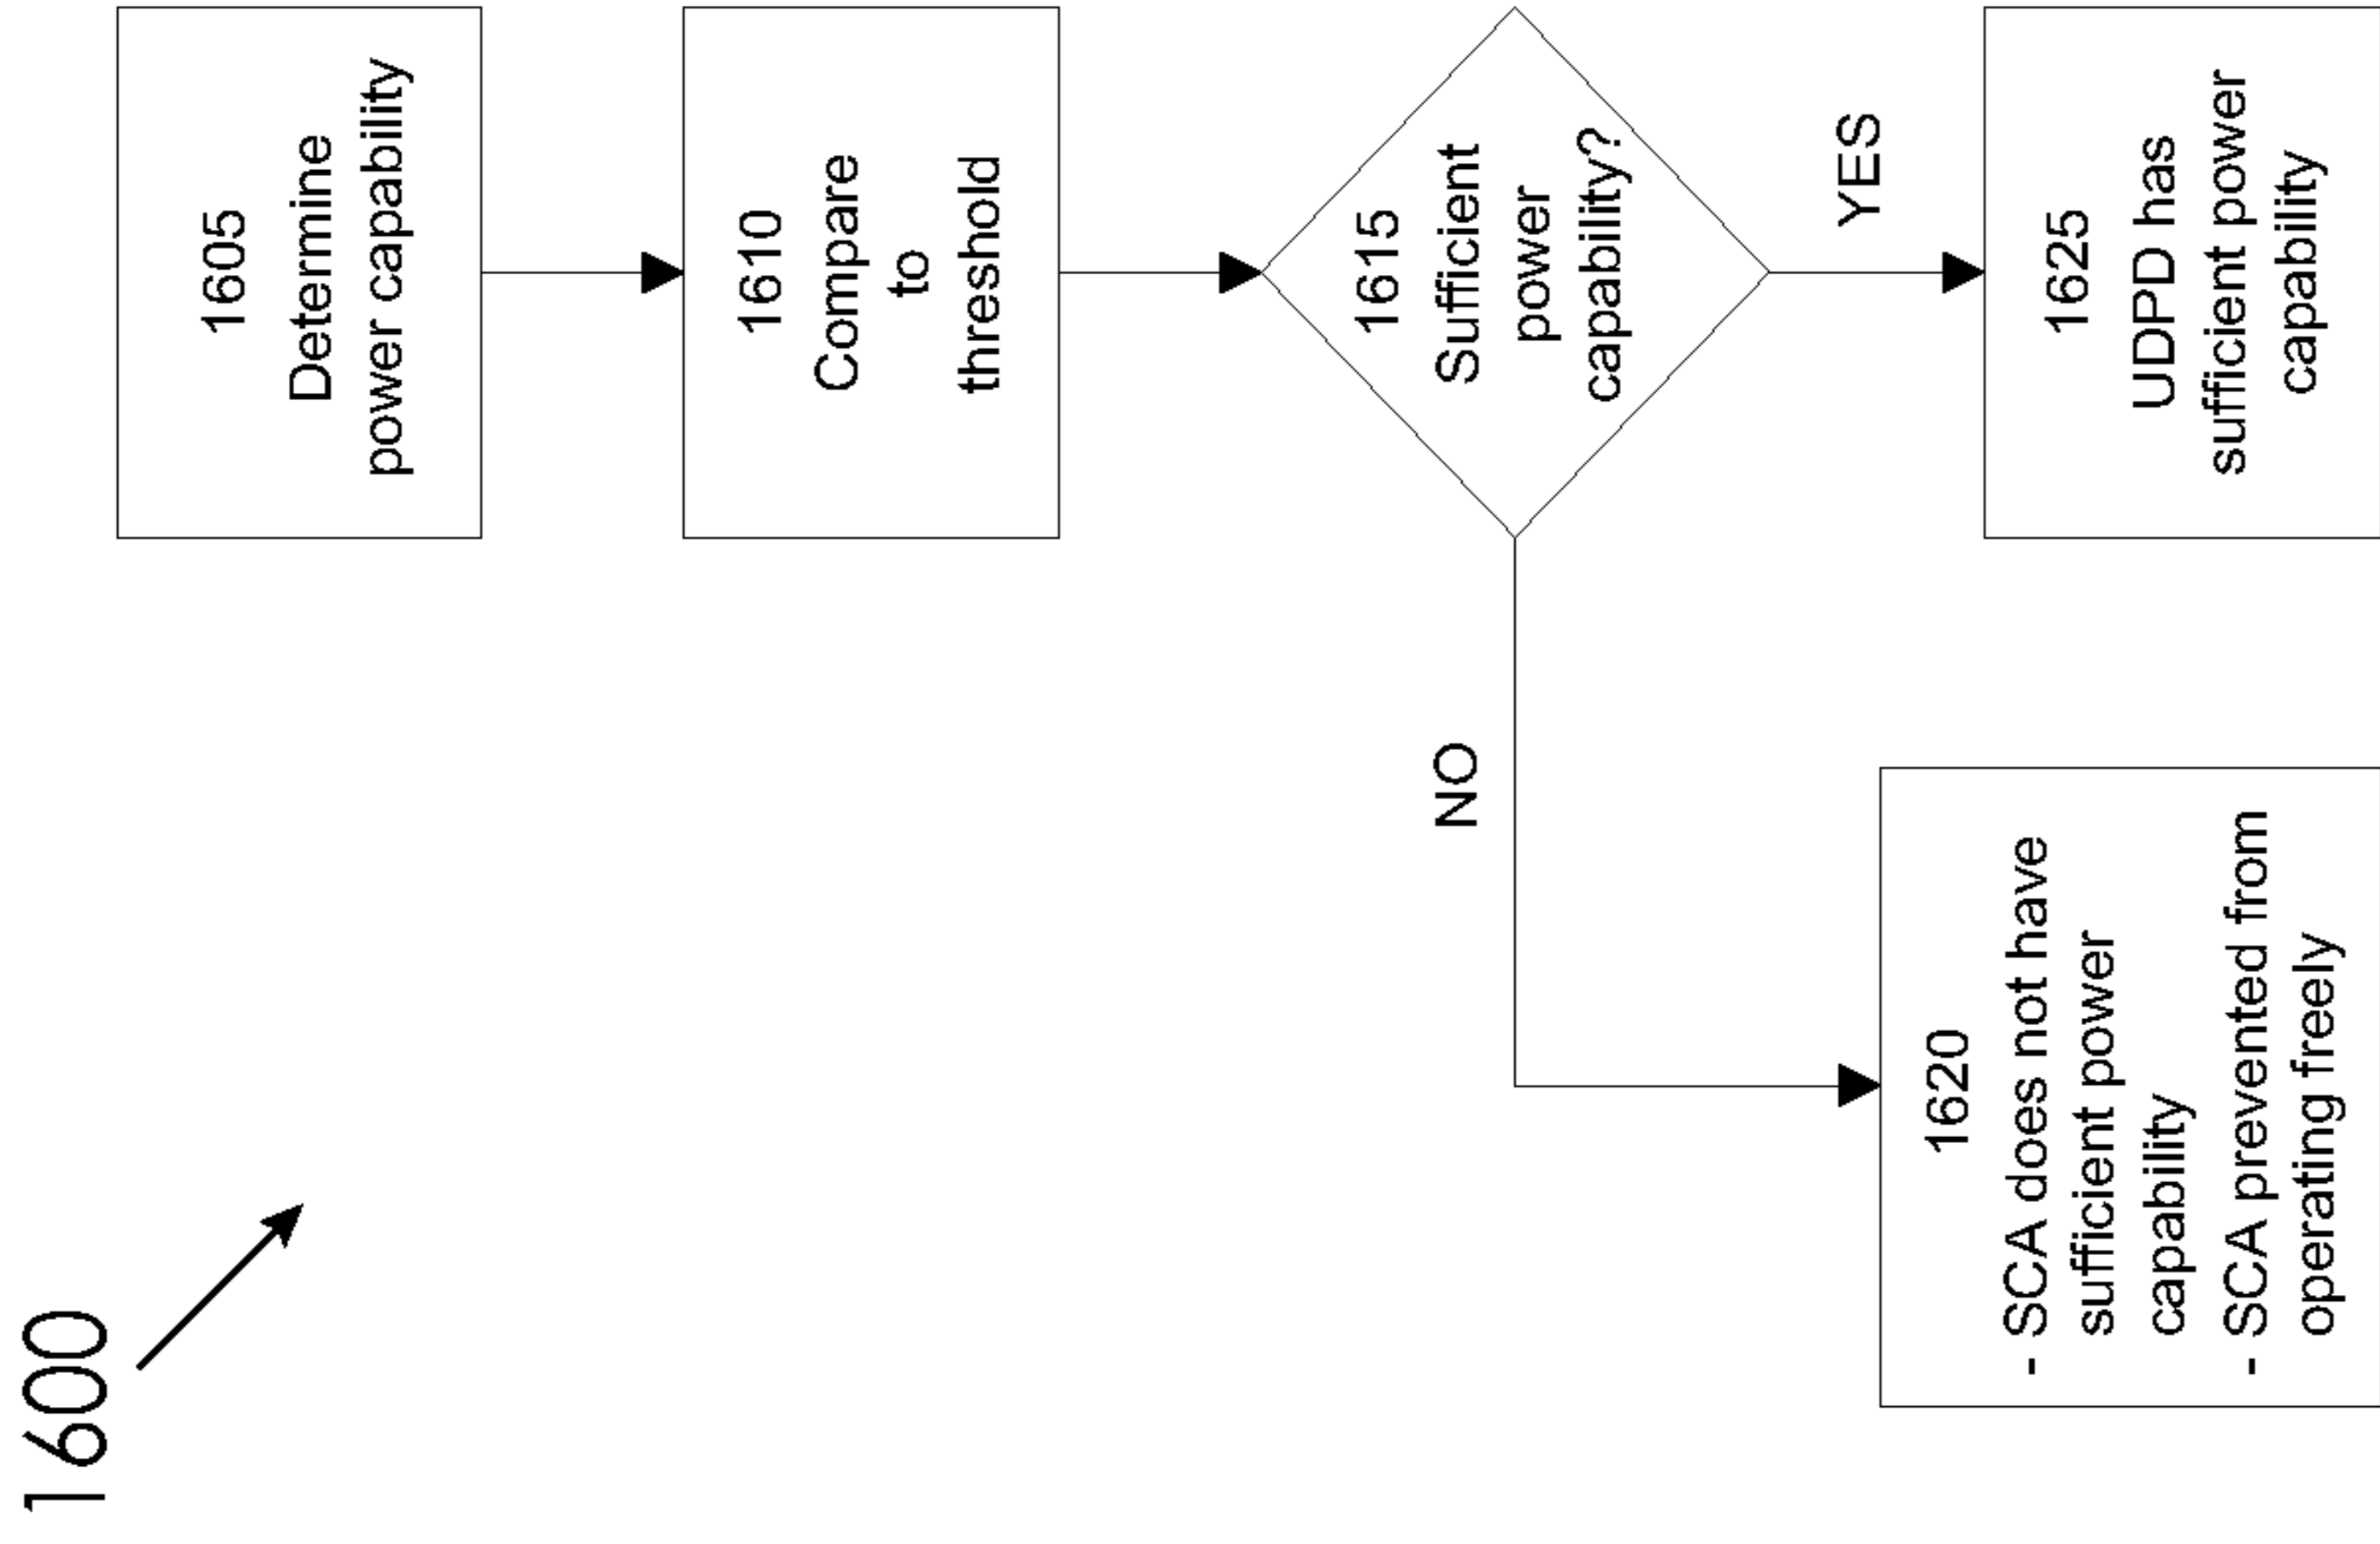 1600
1605
Determine
power capability
1610
Compare
to
threshold
1615
Sufficient
power
capability?
NO
YES
1620
- SCA does not have
sufficient power
capability
- SCA prevented from
operating freely
1625
UDPD has
sufficient power
capability